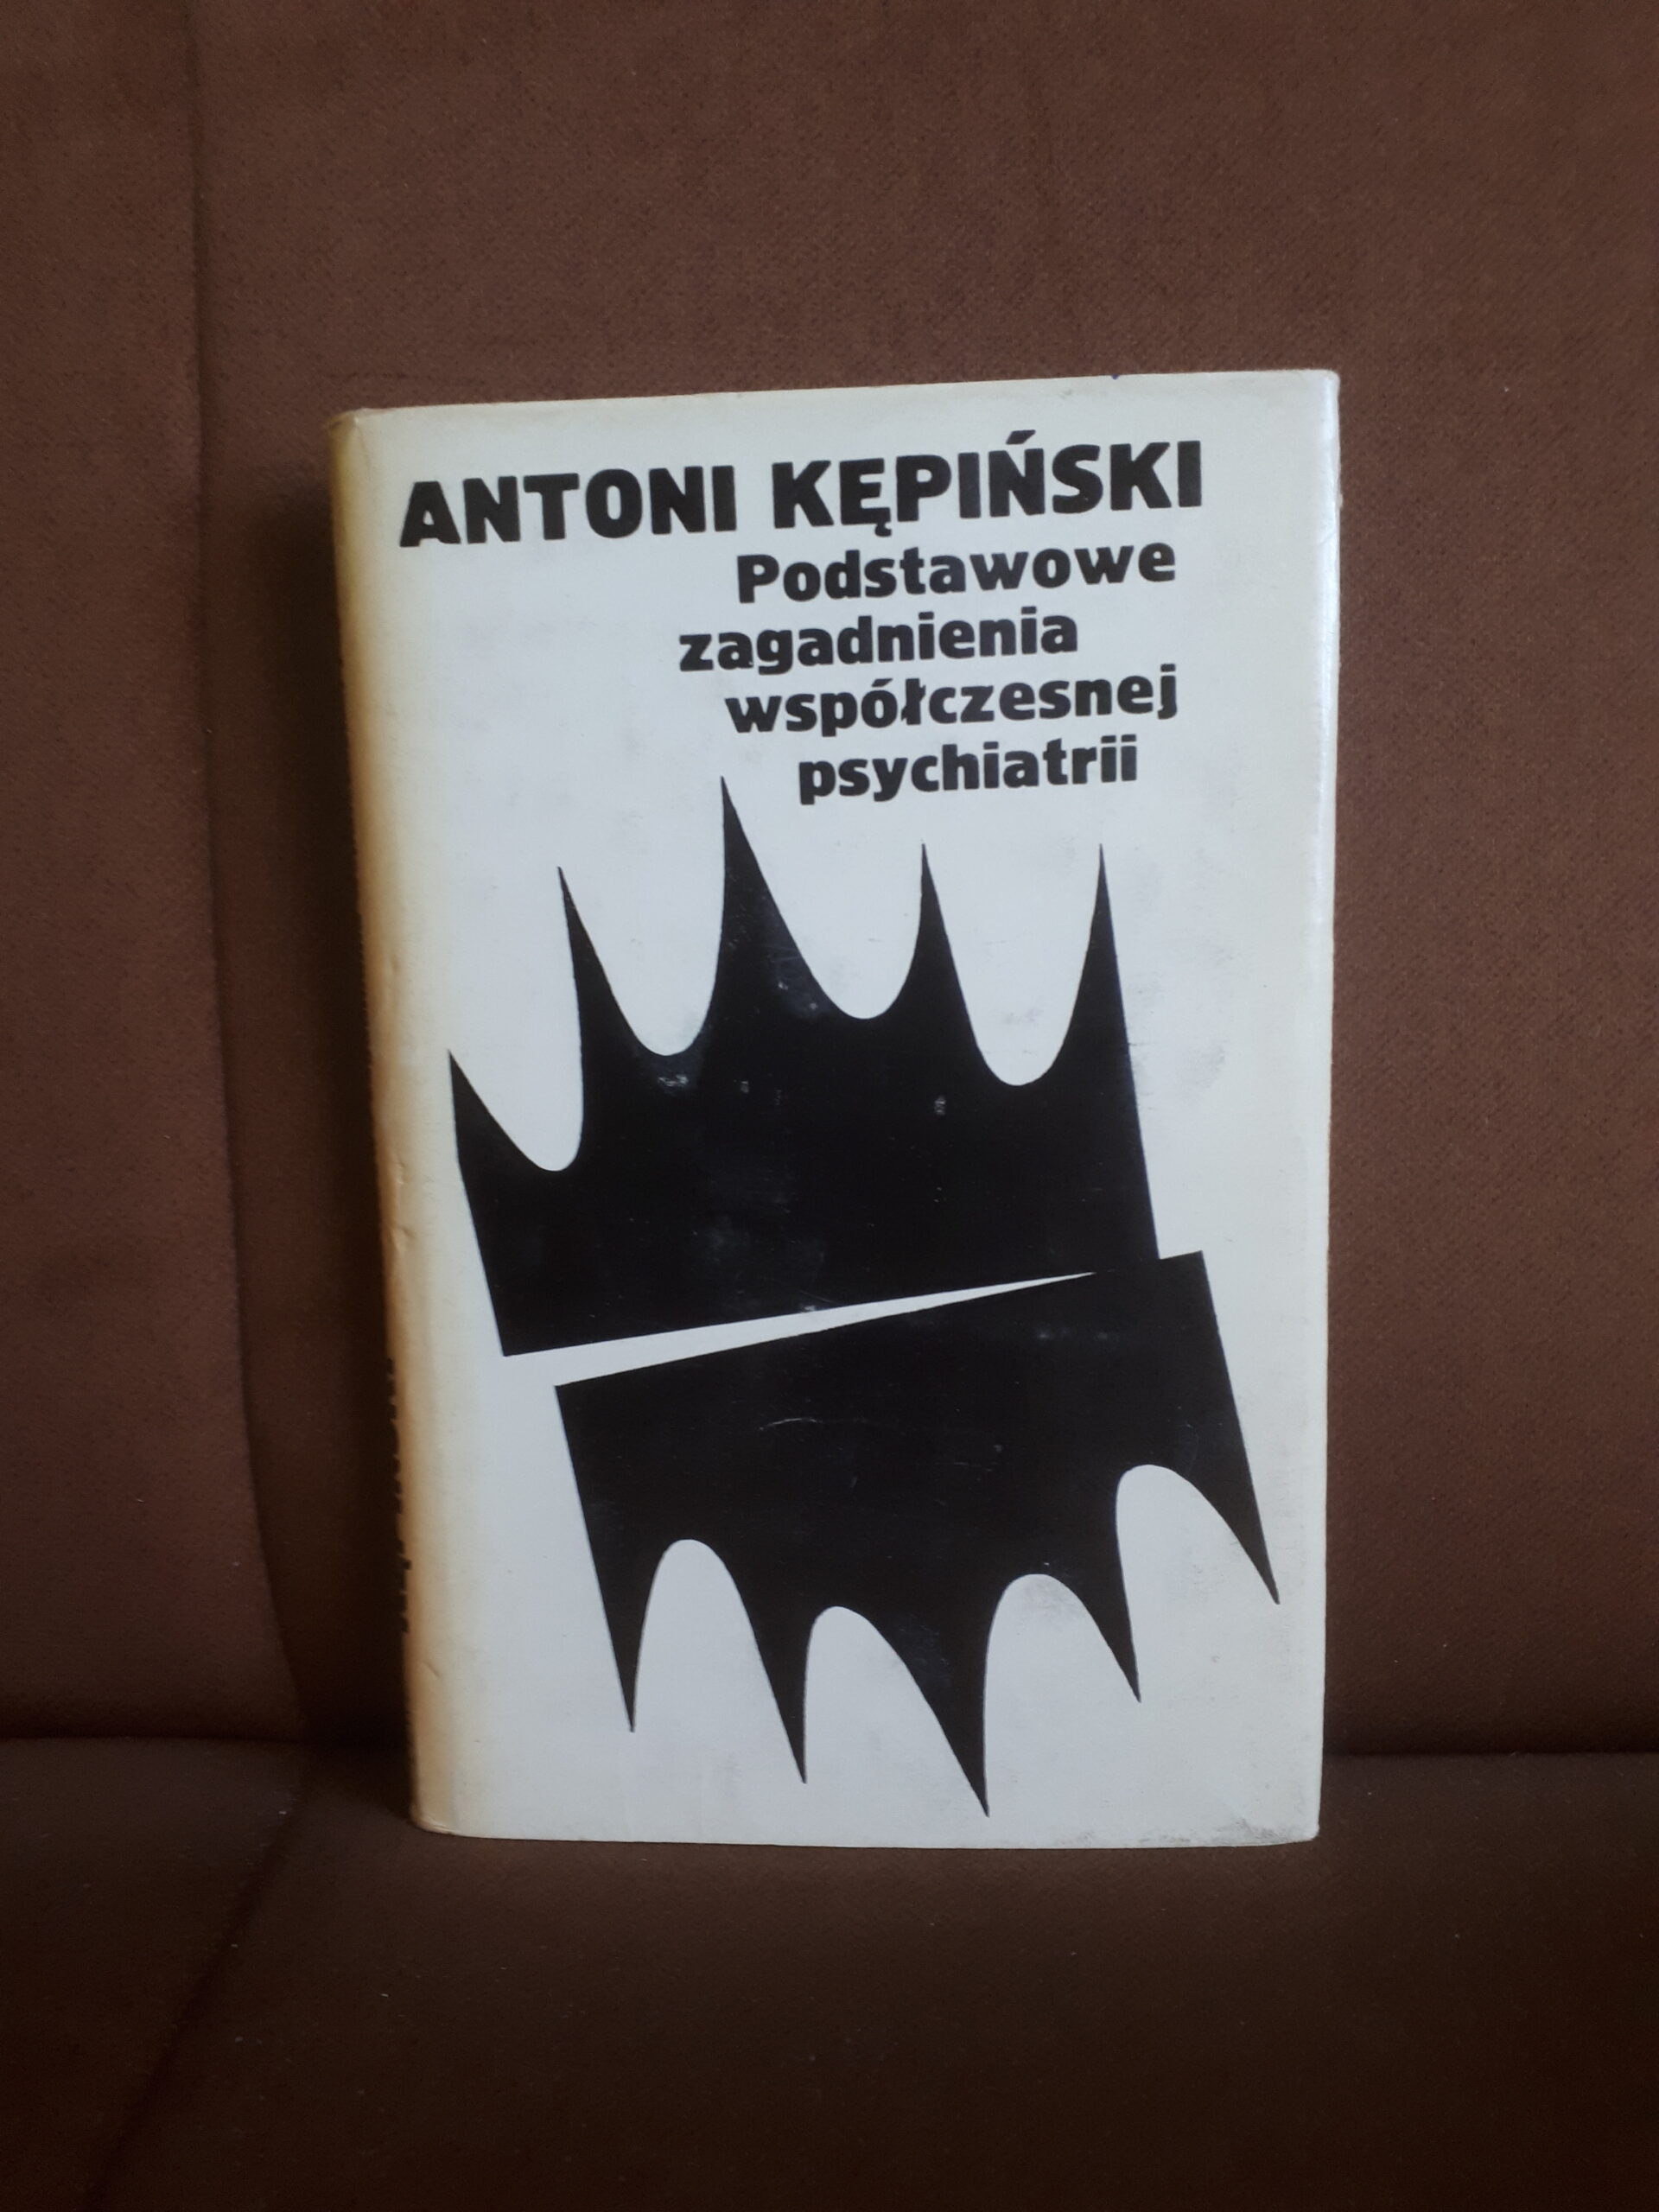 ANTONI KĘPIŃSKI
Podstawowe
zagadnienia
współczesnej
psychiatrii